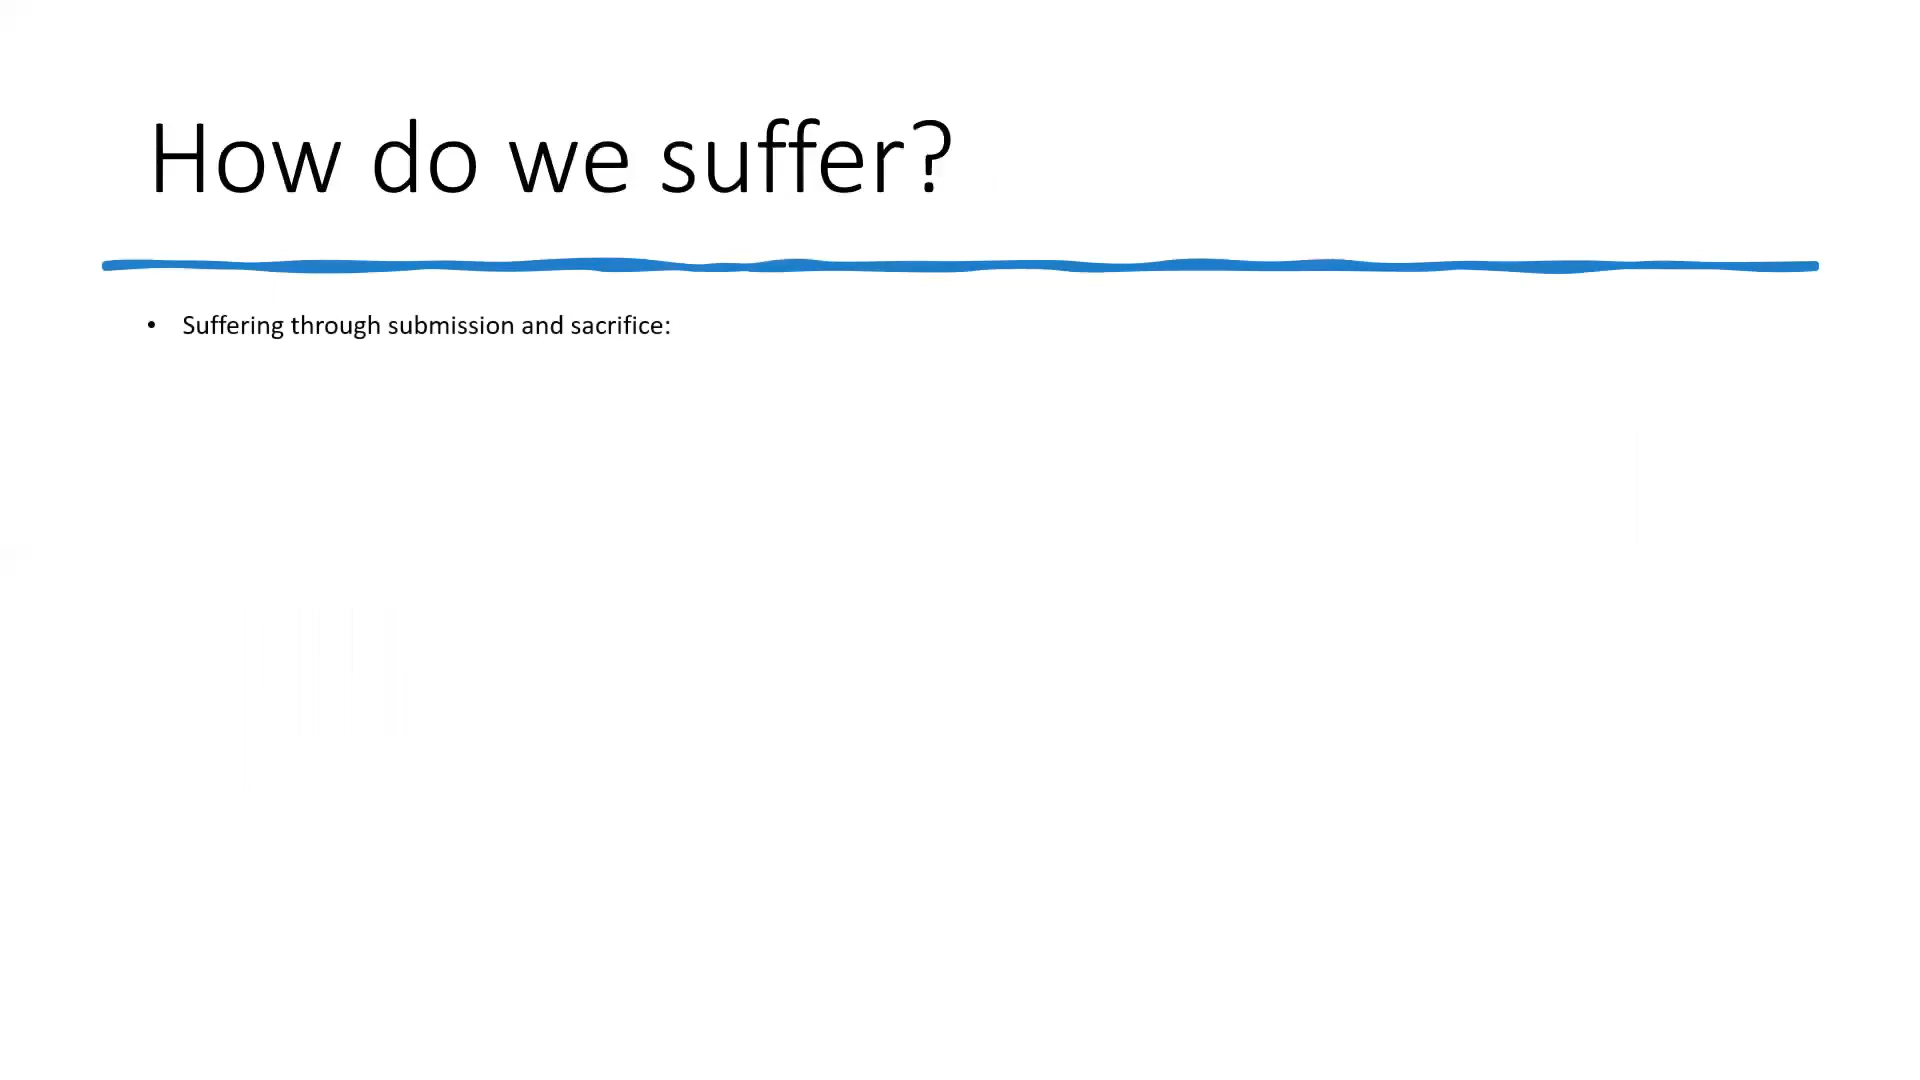 How do we suffer?
• Suffering through submission and sacrifice: